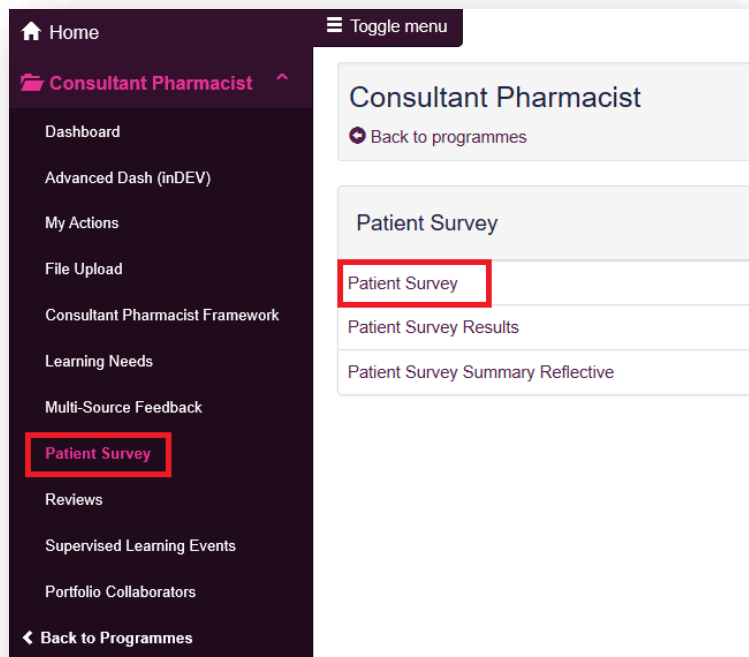 Home
Consultant Pharmacist
Dashboard
Advanced Dash (inDEV)
My Actions
File Upload
Consultant Pharmacist Framework
Learning Needs
Multi-Source Feedback
Patient Survey
Reviews
Supervised Learning Events
Portfolio Collaborators
Back to Programmes
Toggle menu
Consultant Pharmacist
Back to programmes
Patient Survey
Patient Survey
Patient Survey Results
Patient Survey Summary Reflective